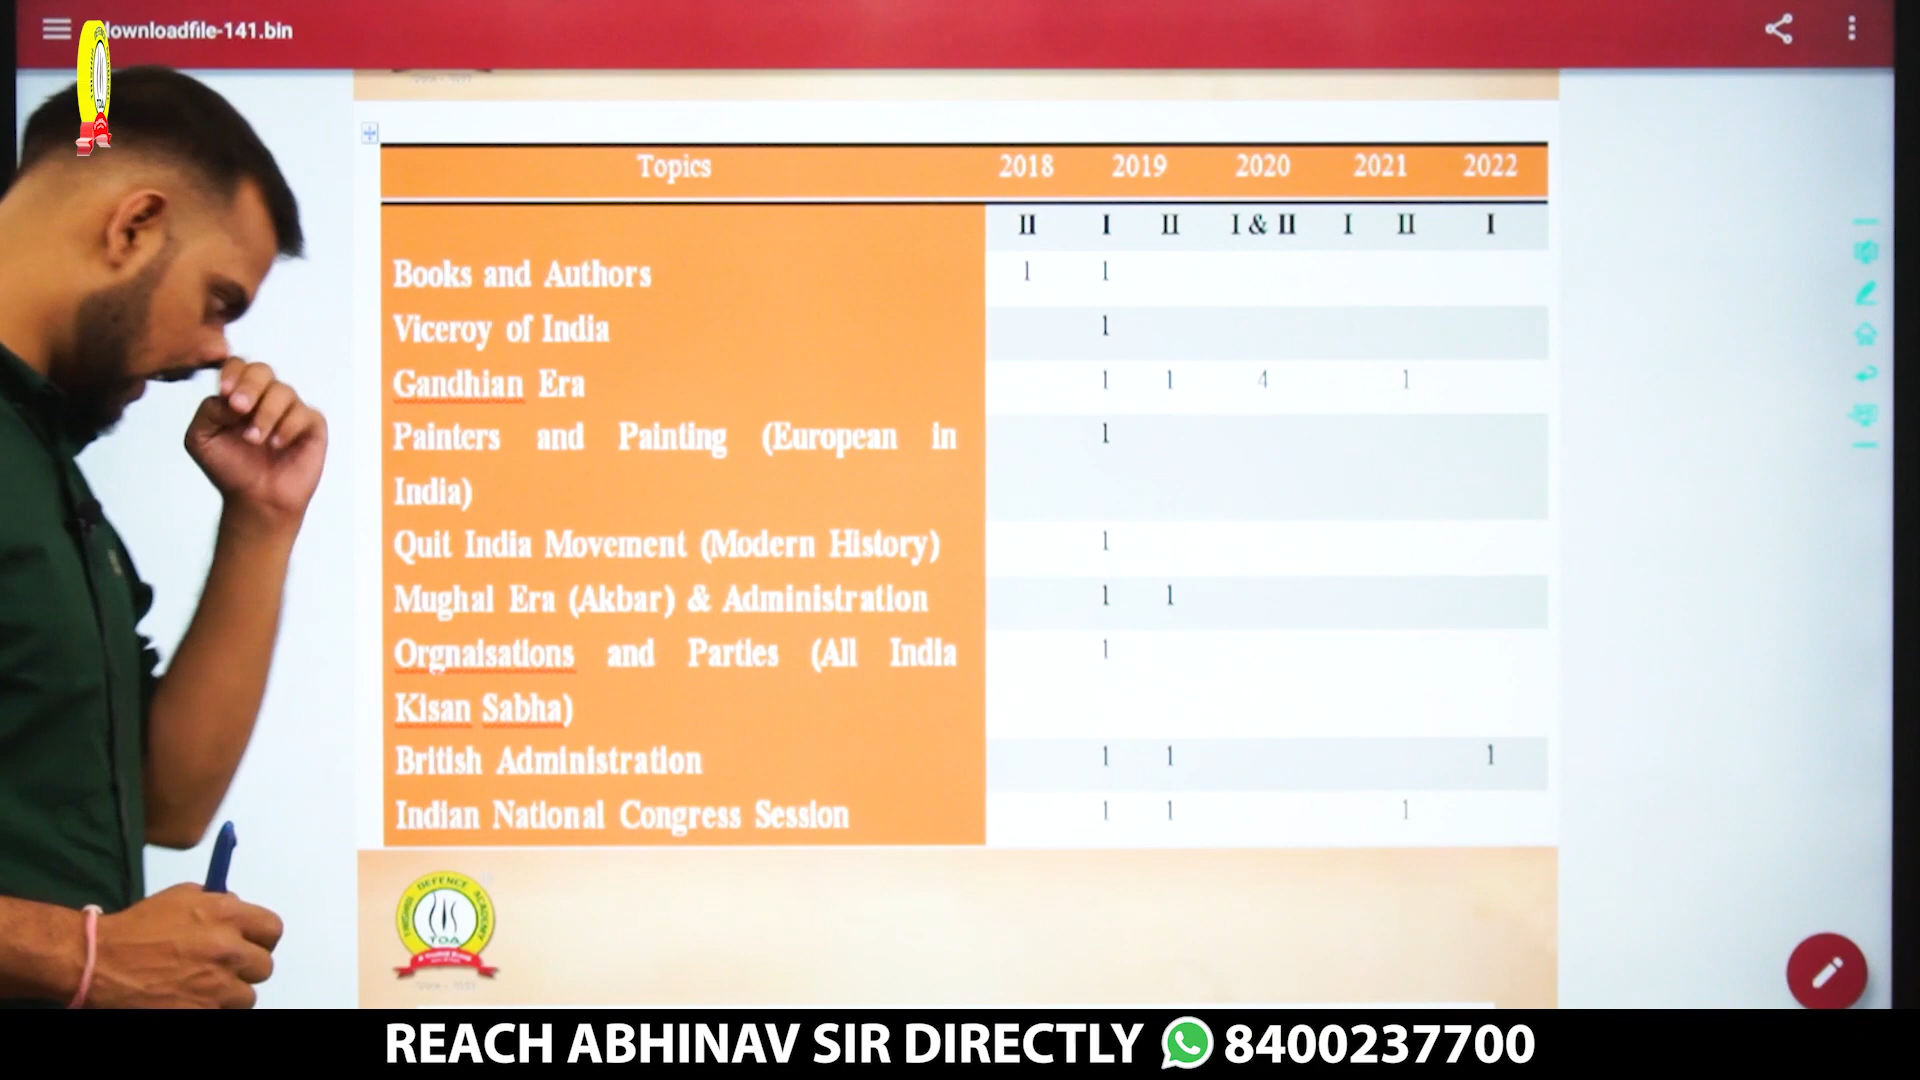 downloadfile-141.bin
Topics 2018 2019 2020 2021 2022
II I II I & II I II I
Books and Authors 1 1
Viceroy of India 1
Gandhian Era 1 1 4 1
Painters and Painting (European in 1
India)
Quit India Movement (Modern History) 1
Mughal Era (Akbar) & Administration 1 1
Orgnaisations and Parties (All India 1
Kisan Sabha)
British Administration 1 1 1
Indian National Congress Session 1 1 1
DEFENCE ACADEMY
TDA
REACH ABHINAV SIR DIRECTLY 8400237700